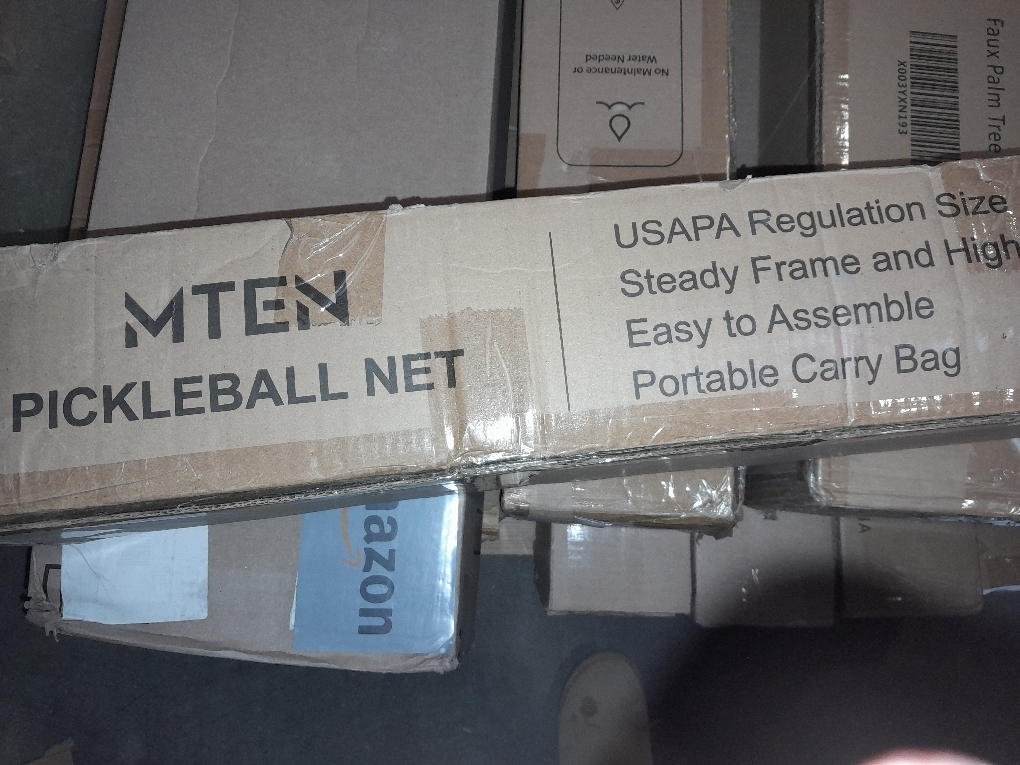 No Maintenance or
Water Needed
Faux Palm Tree
X003YXN193
MTEN
PICKLEBALL NET
USAPA Regulation Size
Steady Frame and High
Easy to Assemble
Portable Carry Bag
mazon